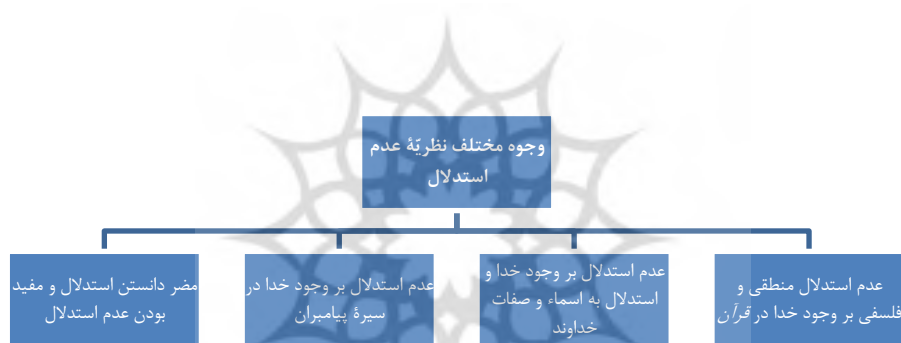 وجوه مختلف نظریّهٔ عدم
استدلال
عدم استدلال منطقی و
فلسفی بر وجود خدا در قرآن
عدم استدلال بر وجود خدا و
استدلال به اسماء و صفات
خداوند
عدم استدلال بر وجود خدا در
سیرهٔ پیامبران
مضر دانستن استدلال و مفید
بودن عدم استدلال